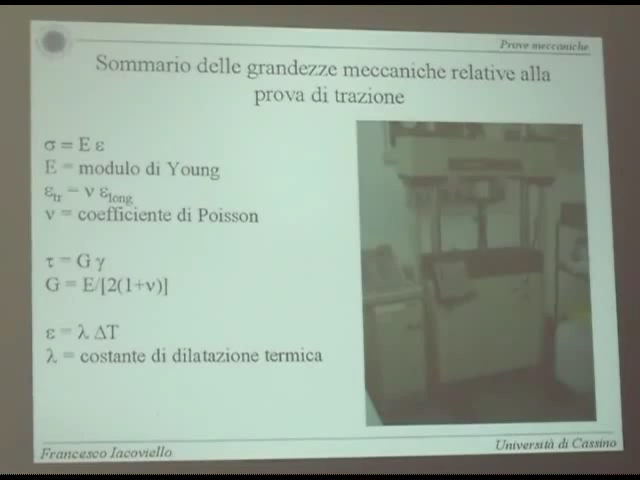 Prove meccaniche
Sommario delle grandezze meccaniche relative alla
prova di trazione
σ = E ε
E = modulo di Young
εtr = ν εlong
ν = coefficiente di Poisson
τ = G γ
G = E/[2(1+ν)]
ε = λ ΔT
λ = costante di dilatazione termica
Francesco Iacoviello
Università di Cassino